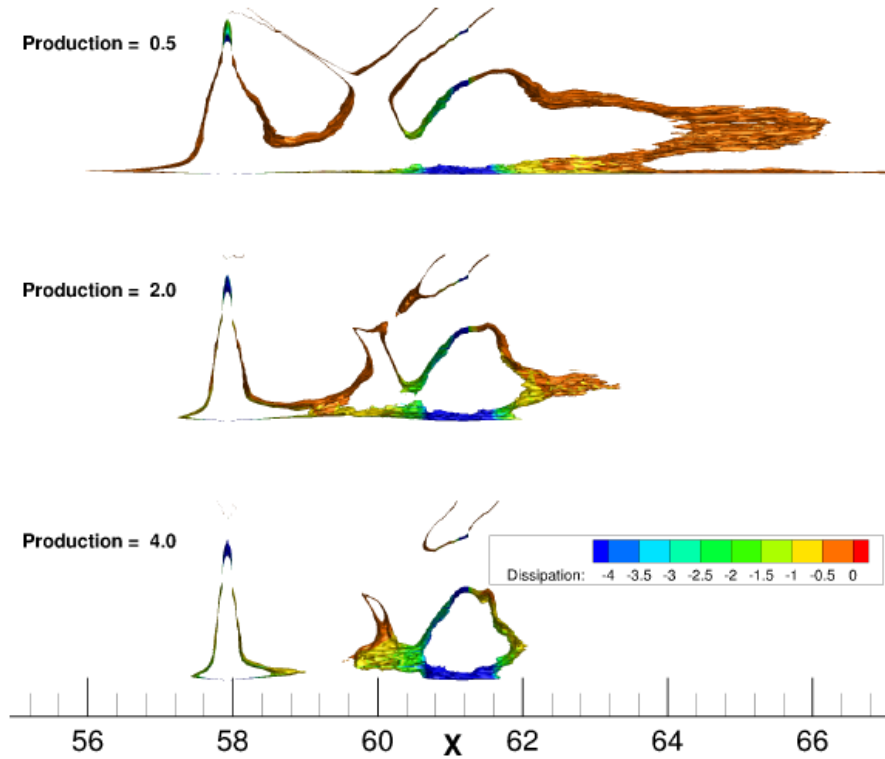 Production = 0.5
Production = 2.0
Production = 4.0
Dissipation: -4 -3.5 -3 -2.5 -2 -1.5 -1 -0.5 0
56 58 60 62 64 66
X